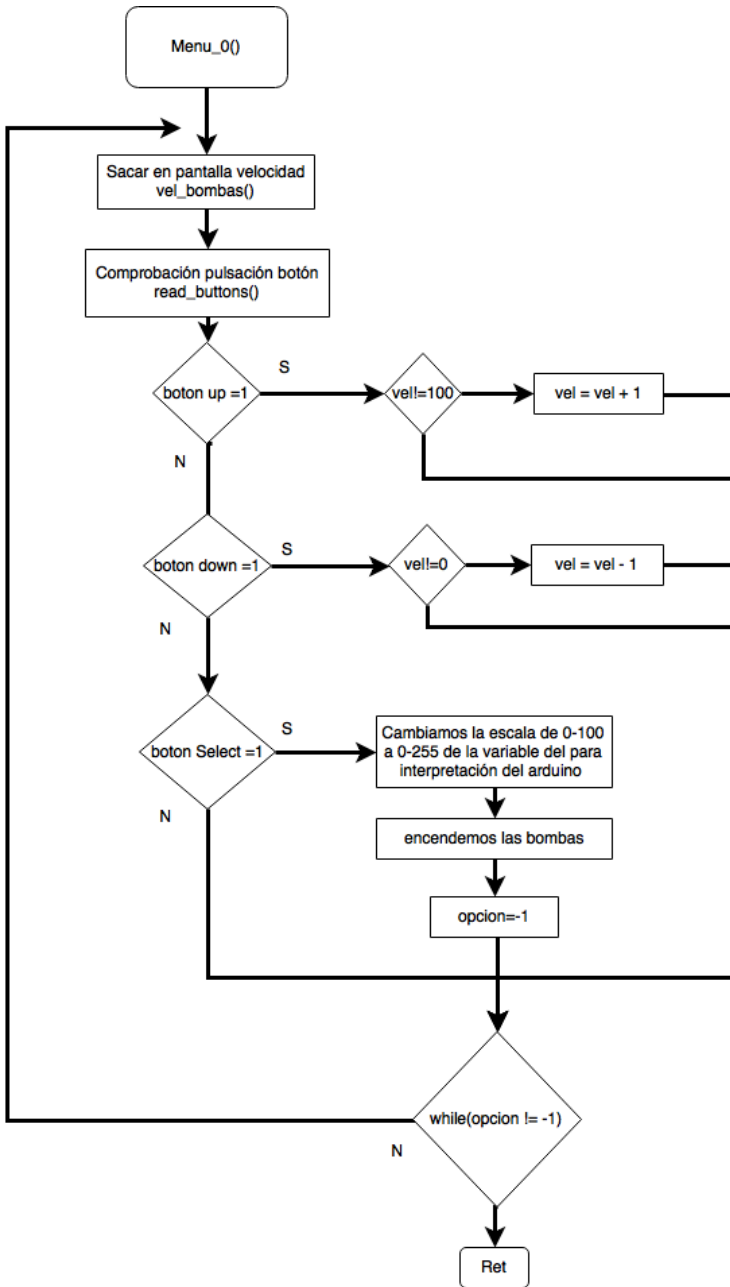 Menu_0()
Sacar en pantalla velocidad
vel_bombas()
Comprobación pulsación botón
read_buttons()
boton up =1
S
vel!=100
vel = vel + 1
N
boton down =1
S
vel!=0
vel = vel - 1
N
boton Select =1
S
Cambiamos la escala de 0-100
a 0-255 de la variable del para
interpretación del arduino
N
encendemos las bombas
opcion=-1
while(opcion != -1)
N
Ret